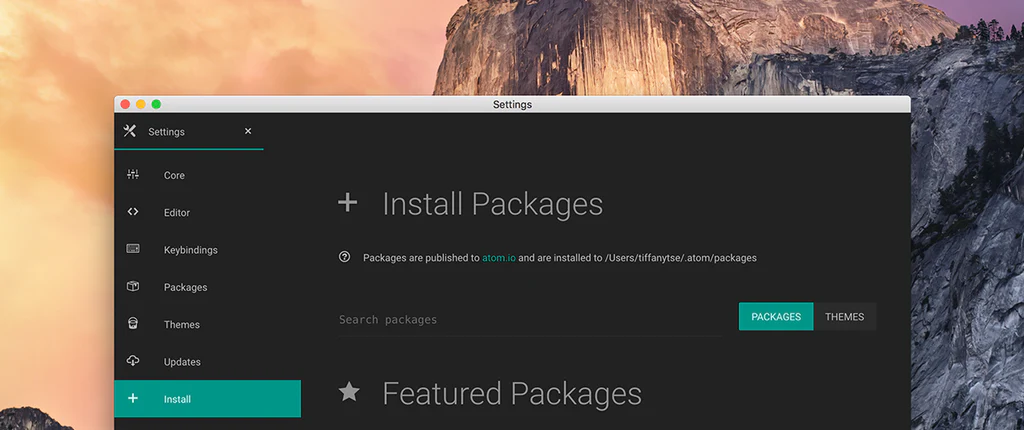 Settings
Settings
Core
Editor
Keybindings
Packages
Themes
Updates
Install
Install Packages
Packages are published to atom.io and are installed to /Users/tiffanytse/.atom/packages
Search packages
PACKAGES THEMES
Featured Packages